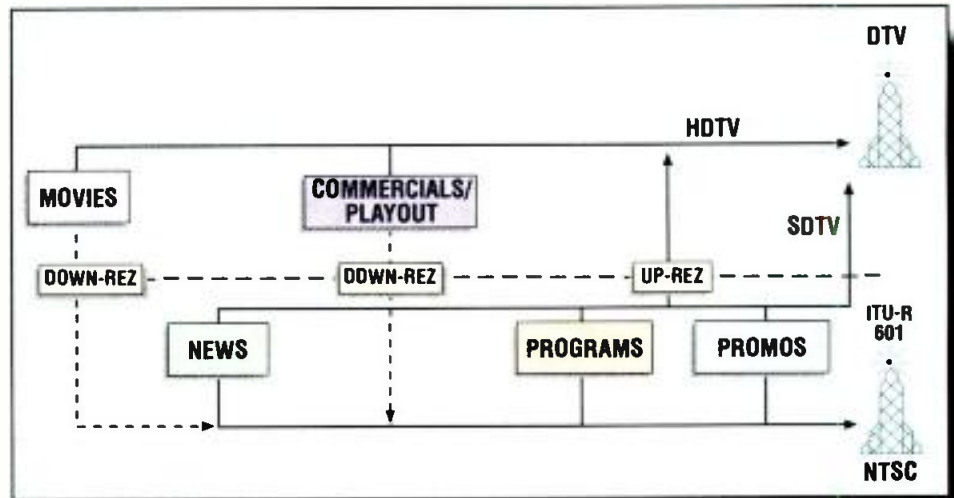 DTV
HDTV
MOVIES
COMMERCIALS/
PLAYOUT
SDTV
DOWN-REZ
DOWN-REZ
UP-REZ
ITU-R
601
NEWS
PROGRAMS
PROMOS
NTSC